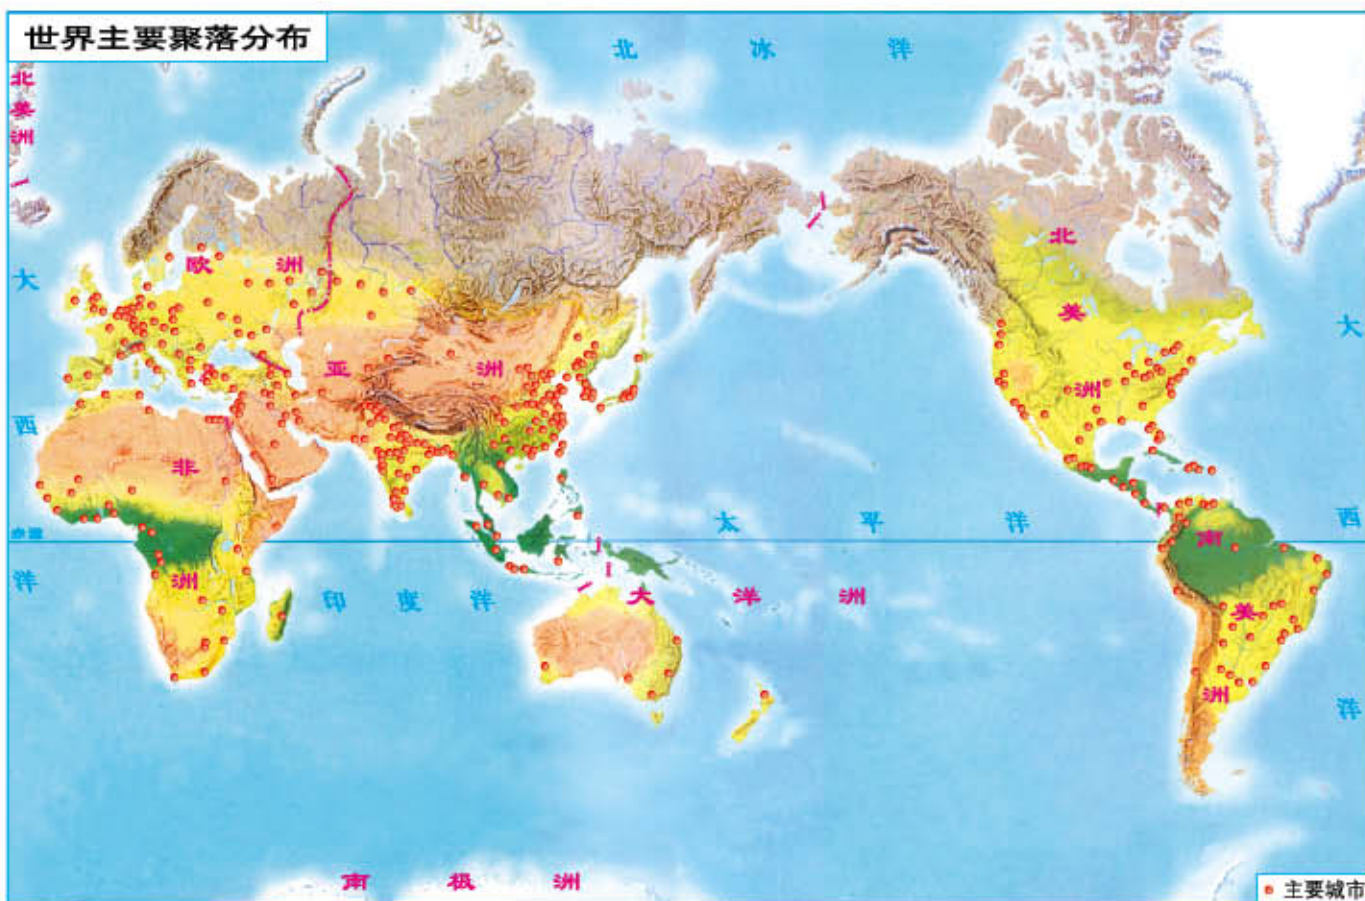 世界主要聚落分布
北冰洋
北美洲
欧洲
北美洲
大西洋
亚洲
大西洋
非洲
太平洋
南美洲
印度洋
大洋洲
南极洲
主要城市